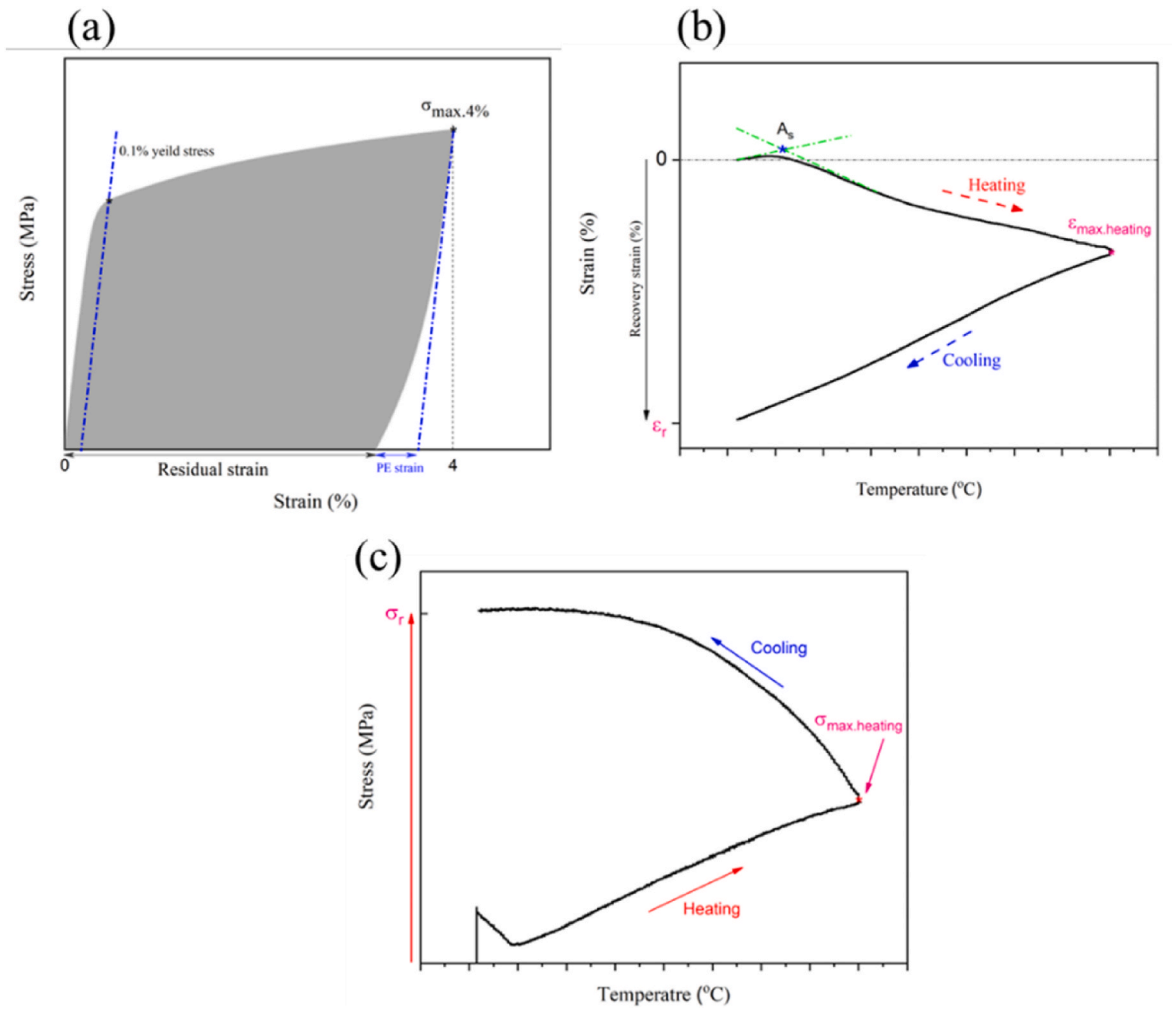 (a)
Stress (MPa)
σmax.4%
0.1% yeild stress
0
Residual strain
PE strain
4
Strain (%)
(b)
Strain (%)
Recovery strain (%)
0
As
Heating
εmax.heating
Cooling
εr
Temperature (°C)
(c)
Stress (MPa)
σr
Cooling
σmax.heating
Heating
Temperatre (°C)